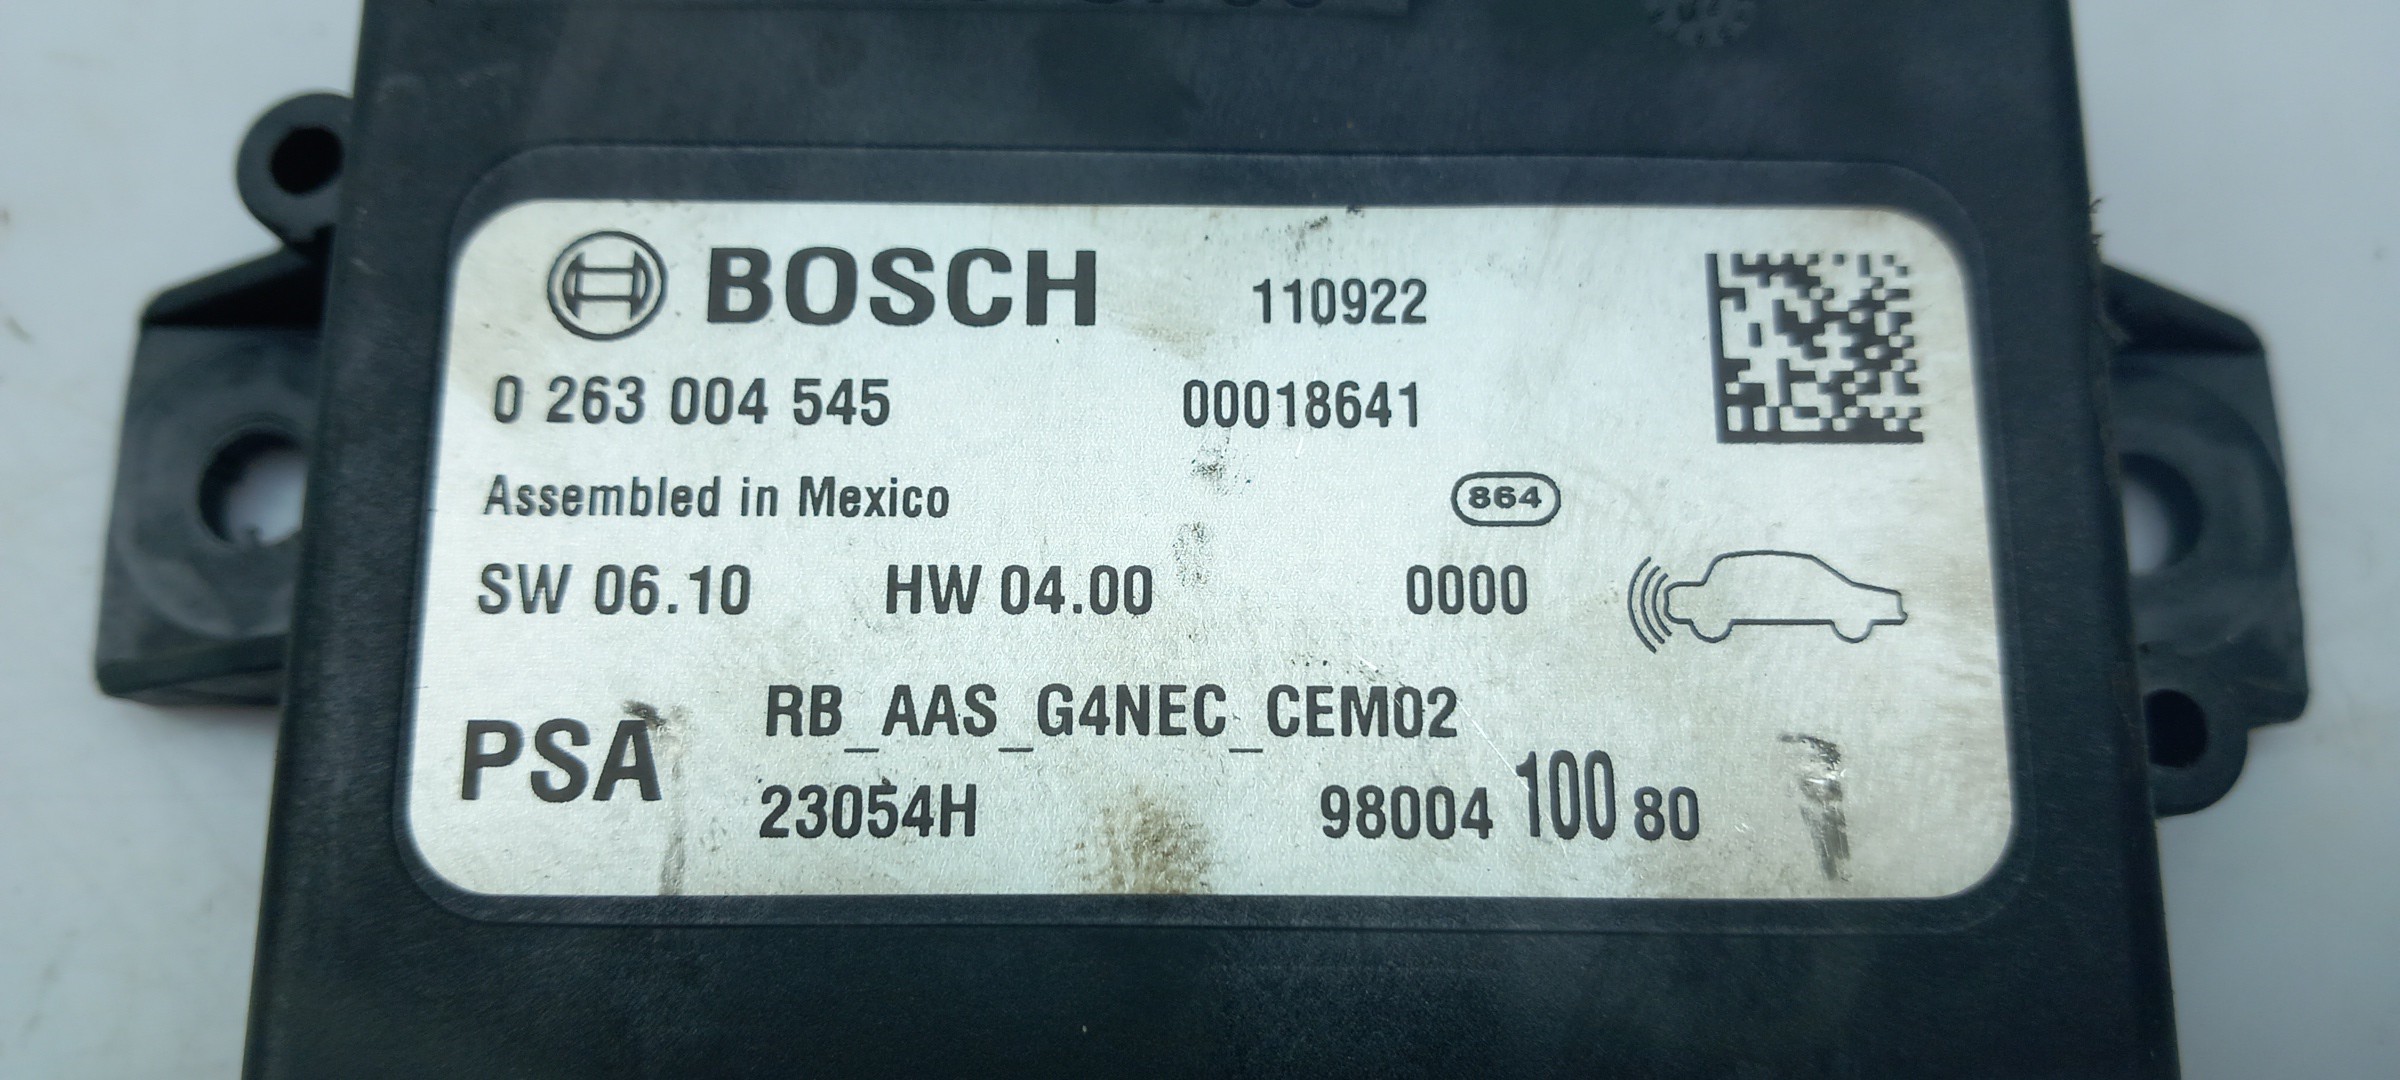 BOSCH 110922
0 263 004 545 00018641
Assembled in Mexico 864
SW 06.10 HW 04.00 0000
RB_AAS_G4NEC_CEM02
PSA
23054H 98004 100 80